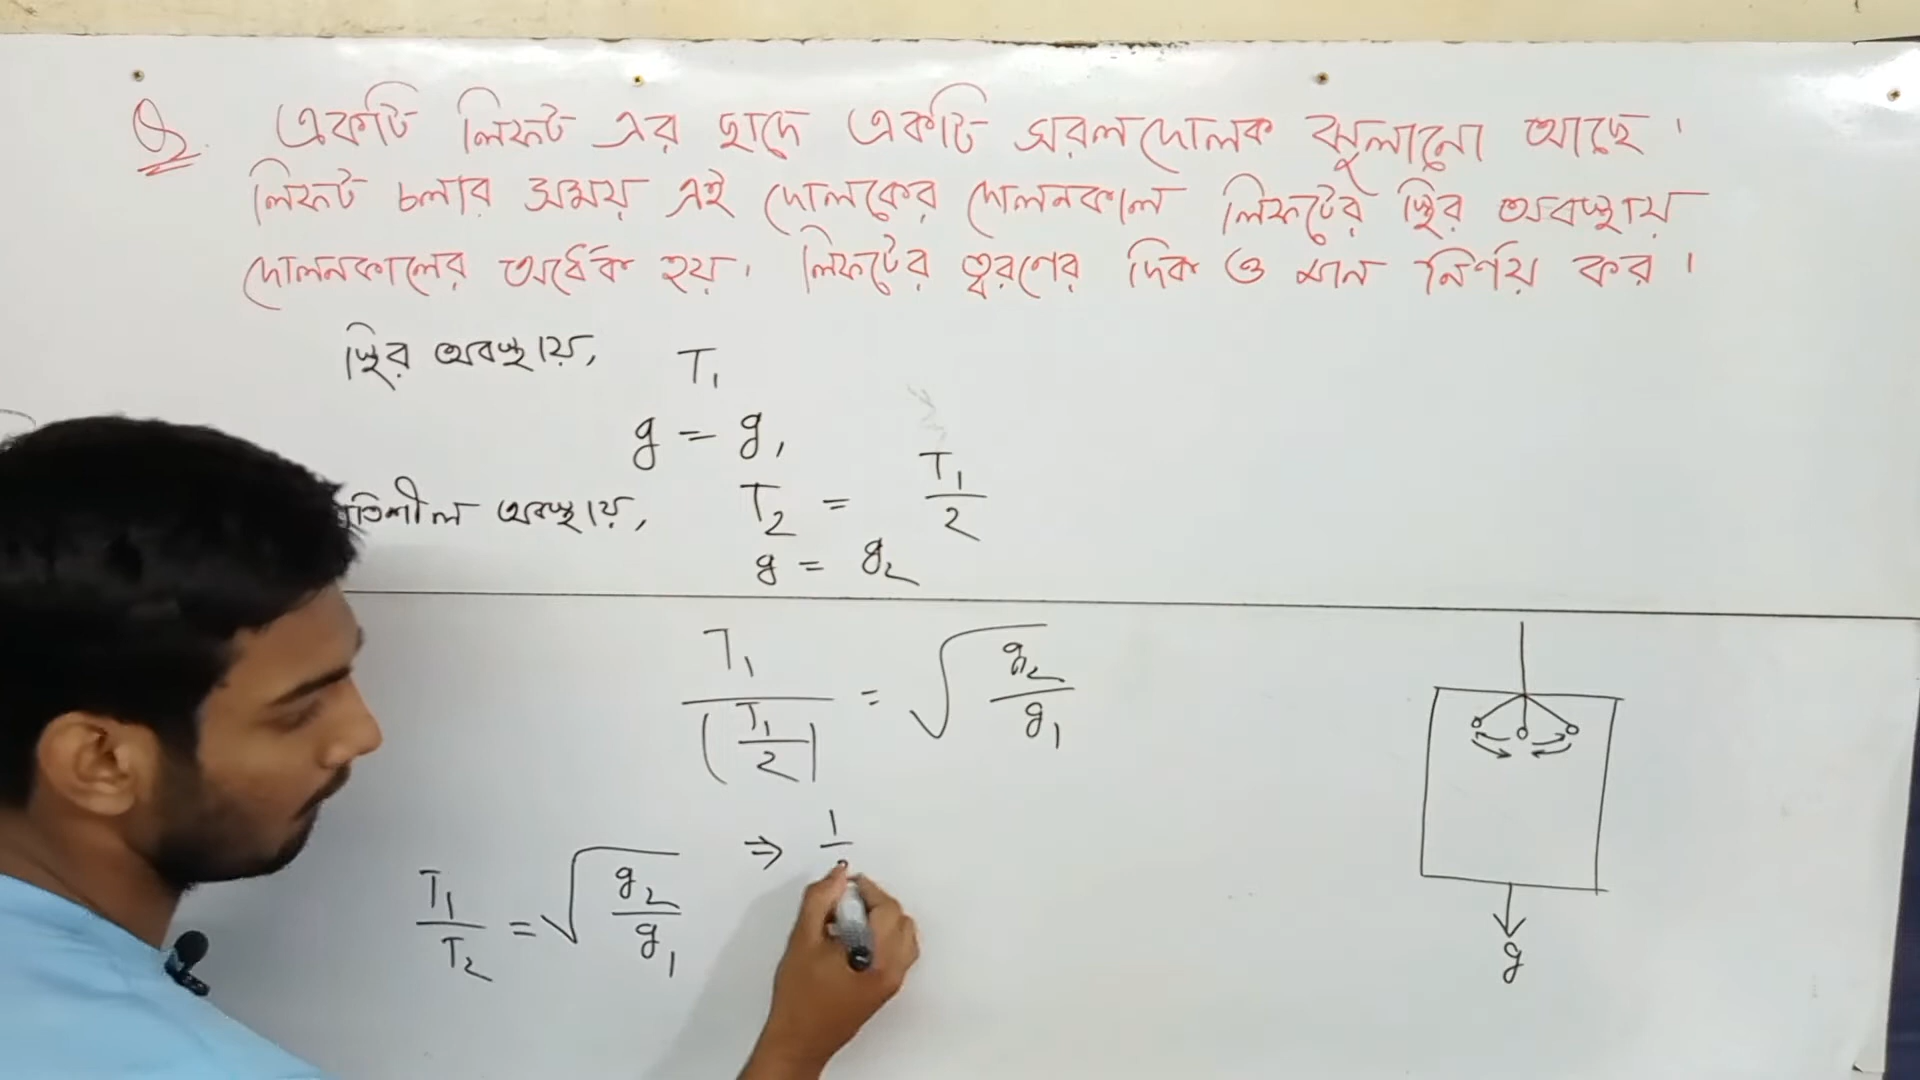 Q. একটি লিফট এর ছাদে একটি সরলদোলক ঝুলানো আছে।
লিফট চলার সময় এই দোলকের দোলনকাল লিফটের স্থির অবস্থায়
দোলনকালের অর্ধেক হয়। লিফটের ত্বরণের দিক ও মান নির্ণয় কর।
স্থির অবস্থায়, T₁
g = g₁
তিশীল অবস্থায়, T₂ = T₁/2
g = g₂
T₁/(T₁/2) = √(g₂/g₁)
T₁/T₂ = √(g₂/g₁)
⇒ 1/
g